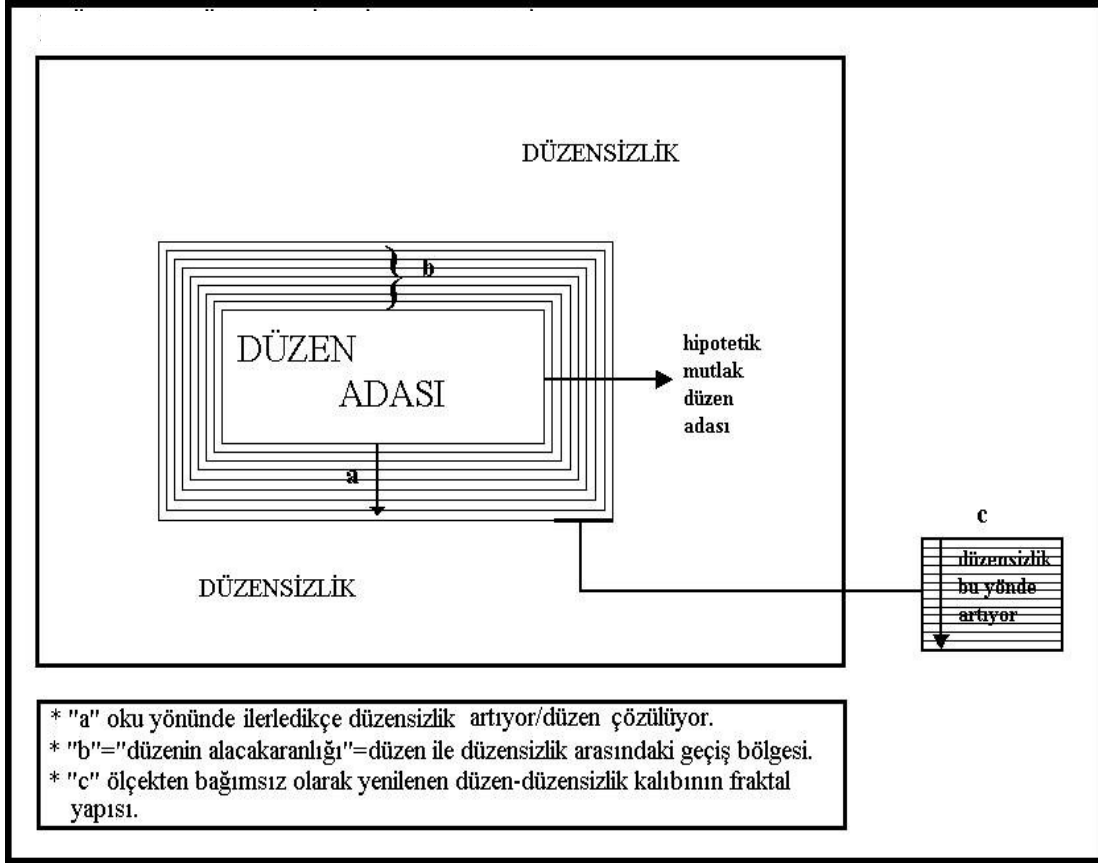 DÜZENSİZLİK
b
DÜZEN
ADASI
hipotetik
mutlak
düzen
adası
a
c
düzensizlik
bu yönde
artıyor
DÜZENSİZLİK
* "a" oku yönünde ilerledikçe düzensizlik artıyor/düzen çözülüyor.
* "b"="düzenin alacakaranlığı"=düzen ile düzensizlik arasındaki geçiş bölgesi.
* "c" ölçekten bağımsız olarak yenilenen düzen-düzensizlik kalıbının fraktal
yapısı.